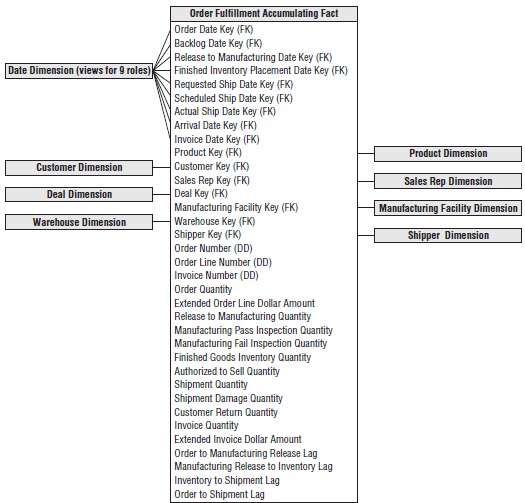 Order Fulfillment Accumulating Fact
Order Date Key (FK)
Backlog Date Key (FK)
Release to Manufacturing Date Key (FK)
Finished Inventory Placement Date Key (FK)
Requested Ship Date Key (FK)
Scheduled Ship Date Key (FK)
Actual Ship Date Key (FK)
Arrival Date Key (FK)
Invoice Date Key (FK)
Product Key (FK)
Customer Key (FK)
Sales Rep Key (FK)
Deal Key (FK)
Manufacturing Facility Key (FK)
Warehouse Key (FK)
Shipper Key (FK)
Order Number (DD)
Order Line Number (DD)
Invoice Number (DD)
Order Quantity
Extended Order Line Dollar Amount
Release to Manufacturing Quantity
Manufacturing Pass Inspection Quantity
Manufacturing Fail Inspection Quantity
Finished Goods Inventory Quantity
Authorized to Sell Quantity
Shipment Quantity
Shipment Damage Quantity
Customer Return Quantity
Invoice Quantity
Extended Invoice Dollar Amount
Order to Manufacturing Release Lag
Manufacturing Release to Inventory Lag
Inventory to Shipment Lag
Order to Shipment Lag
Date Dimension (views for 9 roles)
Customer Dimension
Deal Dimension
Warehouse Dimension
Product Dimension
Sales Rep Dimension
Manufacturing Facility Dimension
Shipper Dimension